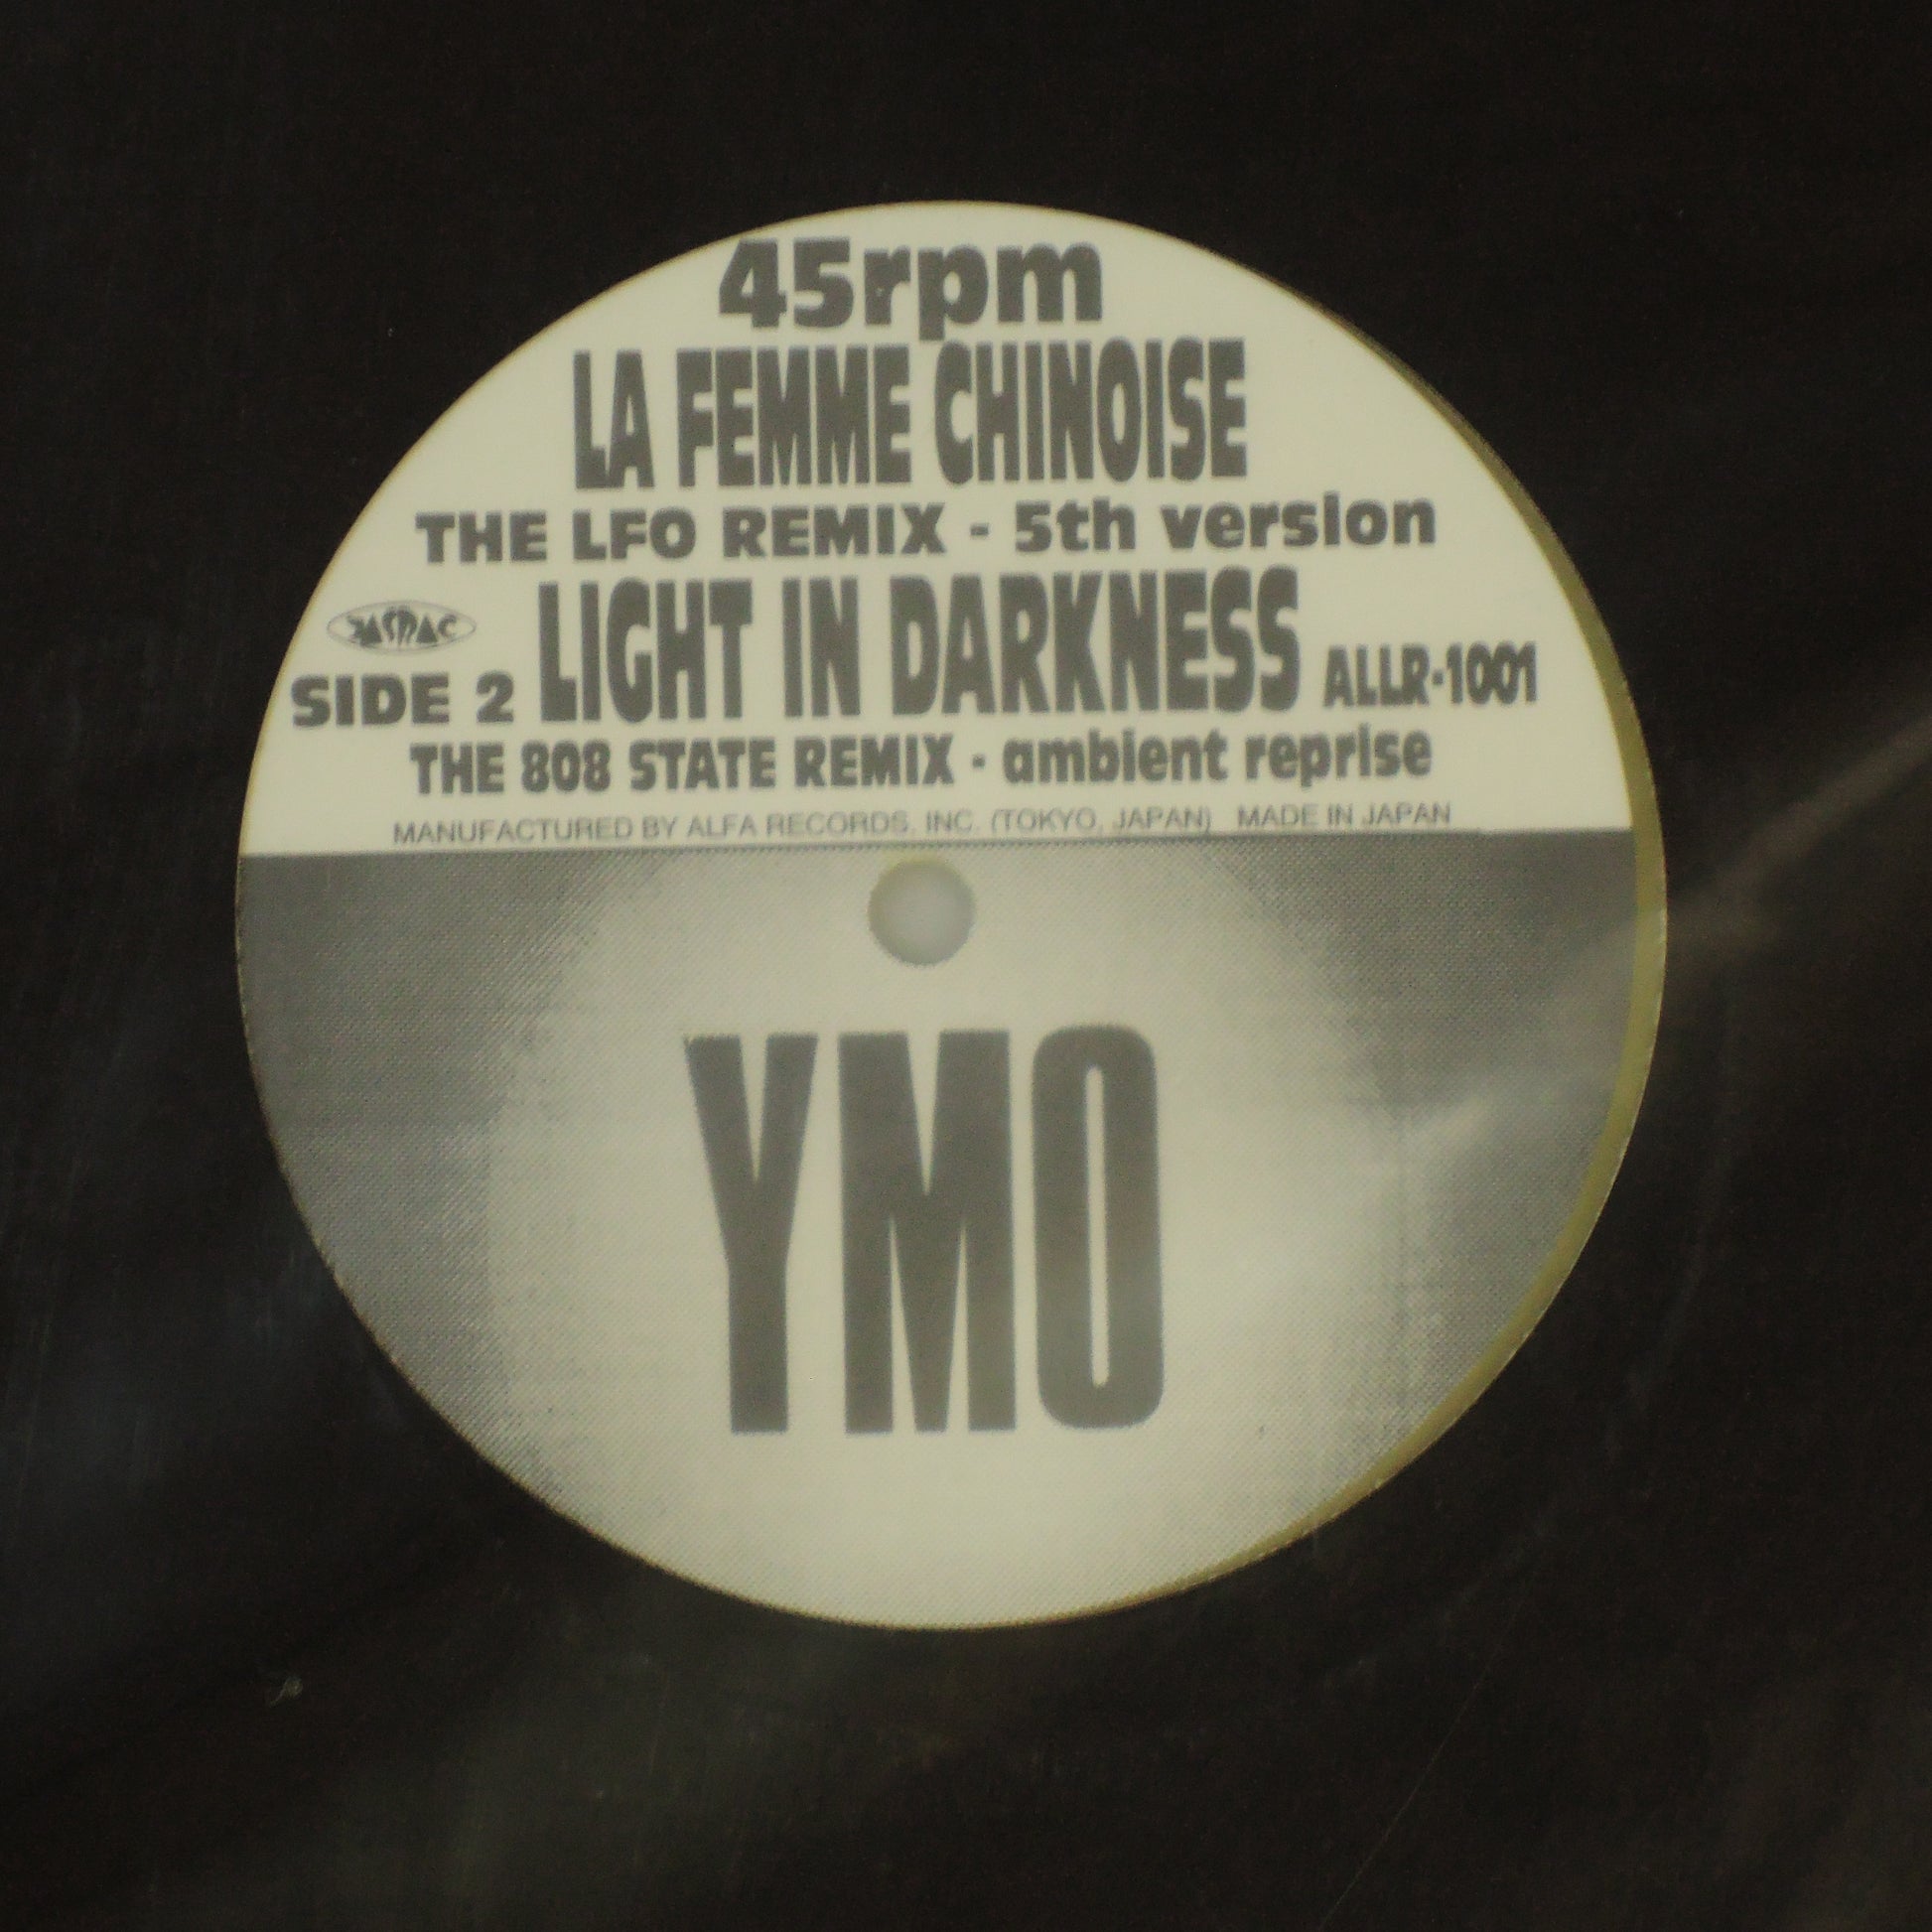 45rpm
LA FEMME CHINOISE
THE LFO REMIX - 5th version
JASRAC
SIDE 2 LIGHT IN DARKNESS ALLR-1001
THE 808 STATE REMIX - ambient reprise
MANUFACTURED BY ALFA RECORDS, INC. (TOKYO, JAPAN) MADE IN JAPAN
YMO